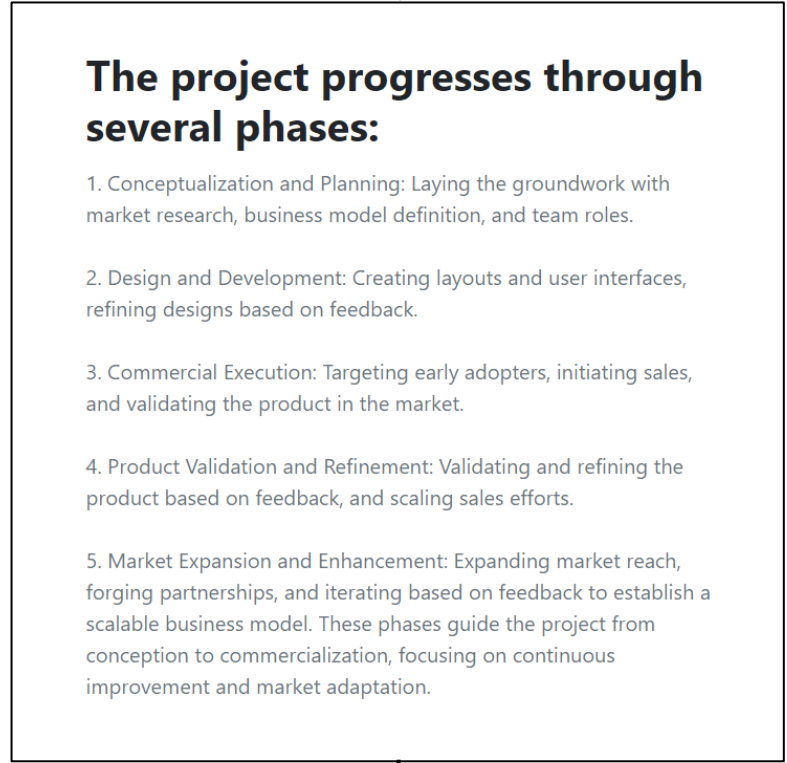 The project progresses through
several phases:
1. Conceptualization and Planning: Laying the groundwork with
market research, business model definition, and team roles.
2. Design and Development: Creating layouts and user interfaces,
refining designs based on feedback.
3. Commercial Execution: Targeting early adopters, initiating sales,
and validating the product in the market.
4. Product Validation and Refinement: Validating and refining the
product based on feedback, and scaling sales efforts.
5. Market Expansion and Enhancement: Expanding market reach,
forging partnerships, and iterating based on feedback to establish a
scalable business model. These phases guide the project from
conception to commercialization, focusing on continuous
improvement and market adaptation.